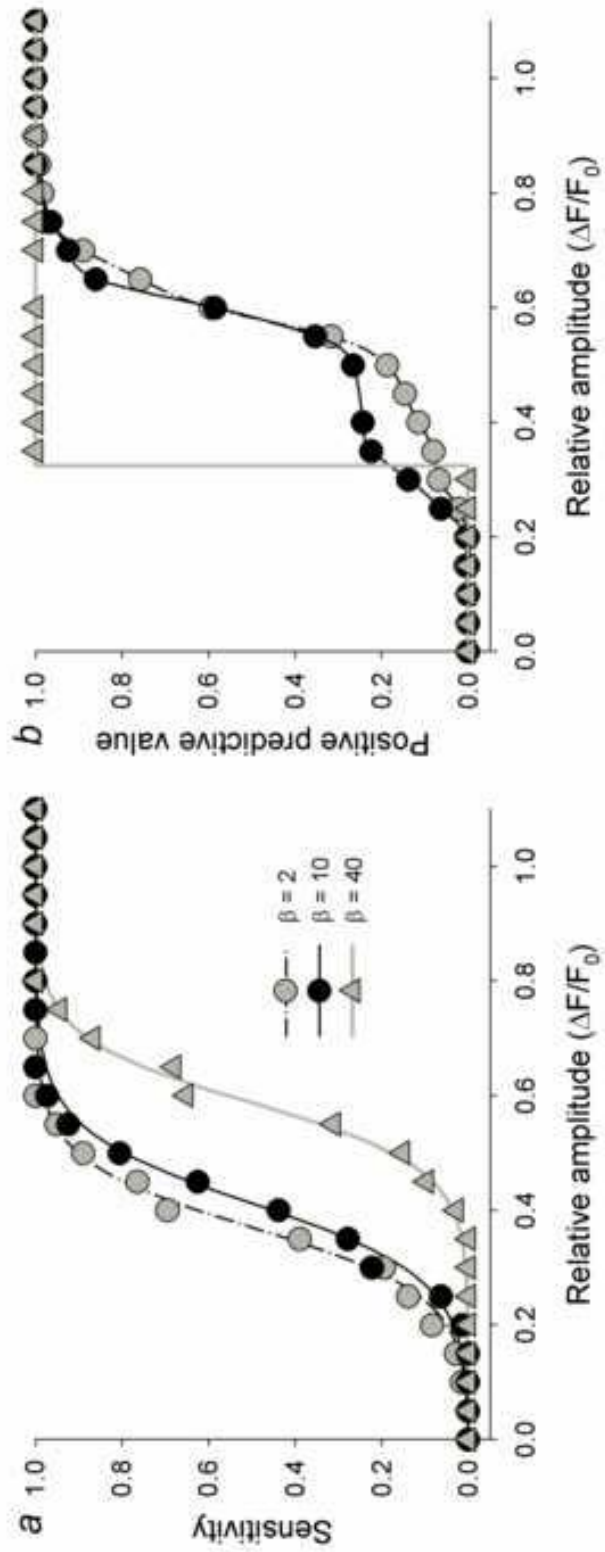 a
1.0
0.8
0.6
0.4
0.2
0.0
Sensitivity
0.0
0.2
0.4
0.6
0.8
1.0
Relative amplitude (ΔF/F0)
β = 2
β = 10
β = 40
b
1.0
0.8
0.6
0.4
0.2
0.0
Positive predictive value
0.0
0.2
0.4
0.6
0.8
1.0
Relative amplitude (ΔF/F0)